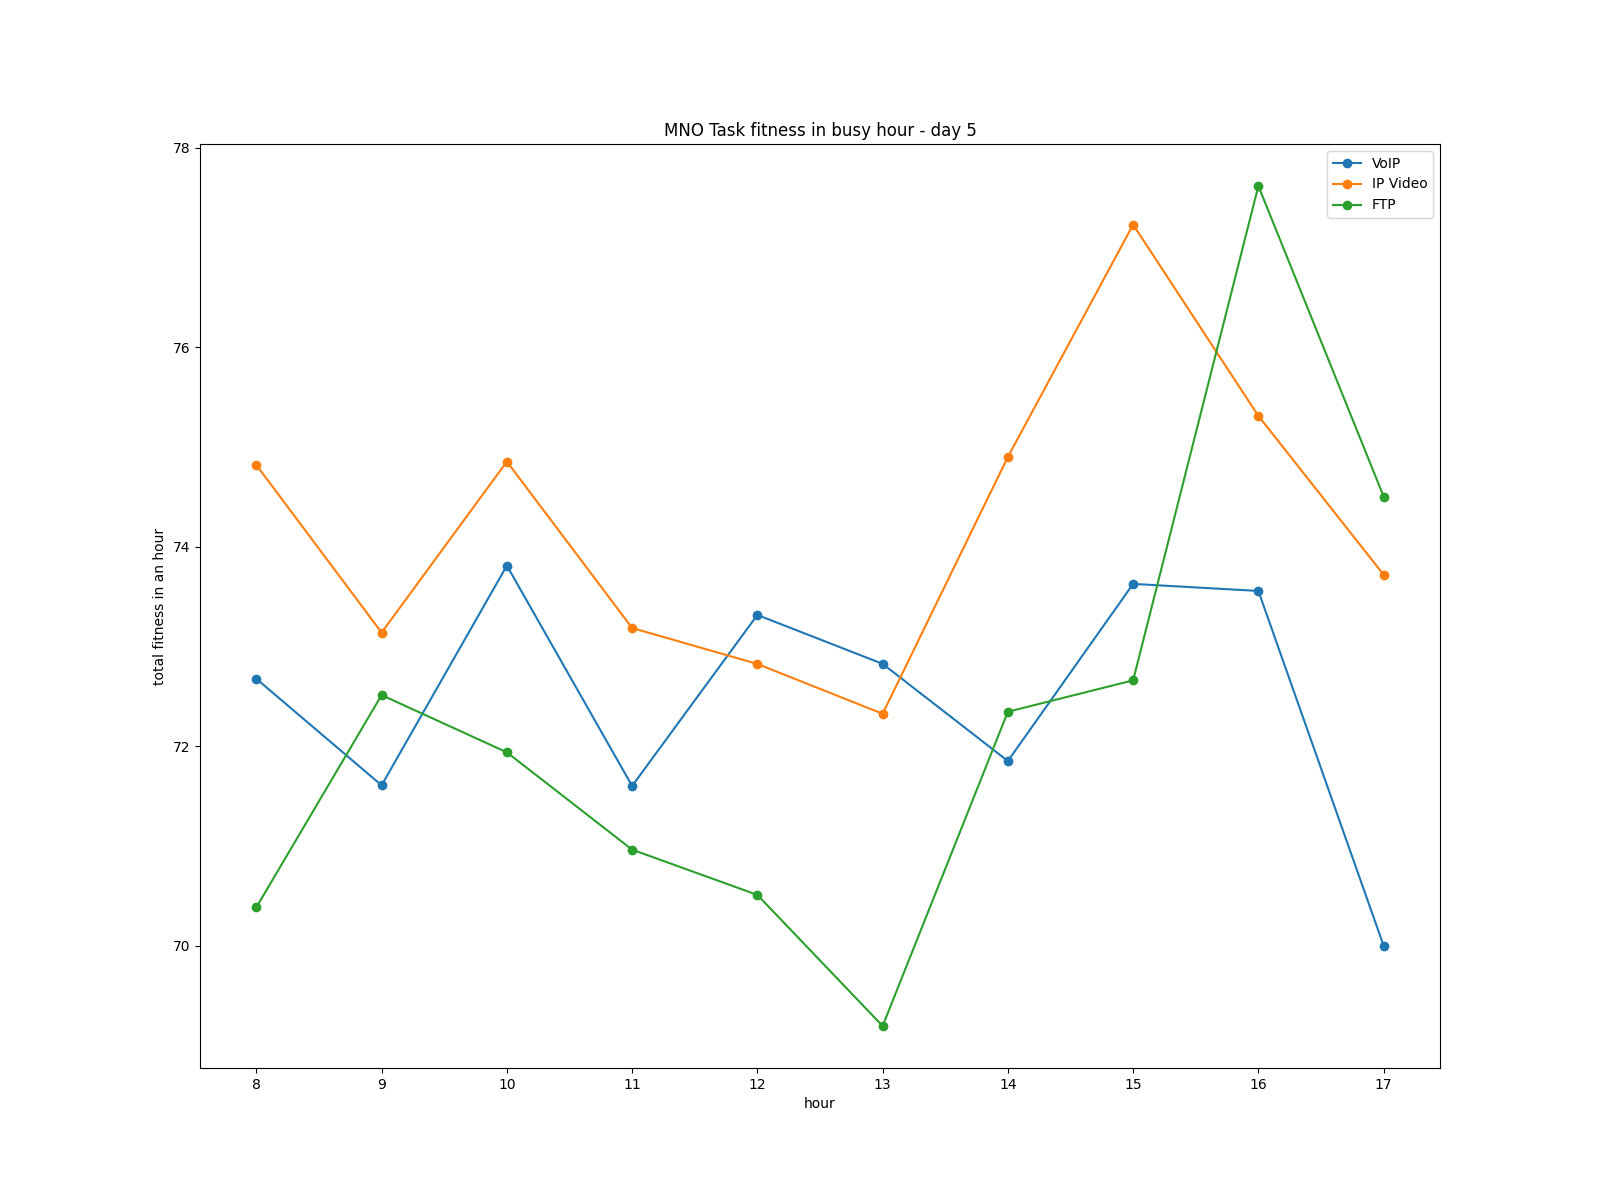 MNO Task fitness in busy hour - day 5
VoIP
IP Video
FTP
total fitness in an hour
78
76
74
72
70
8 9 10 11 12 13 14 15 16 17
hour